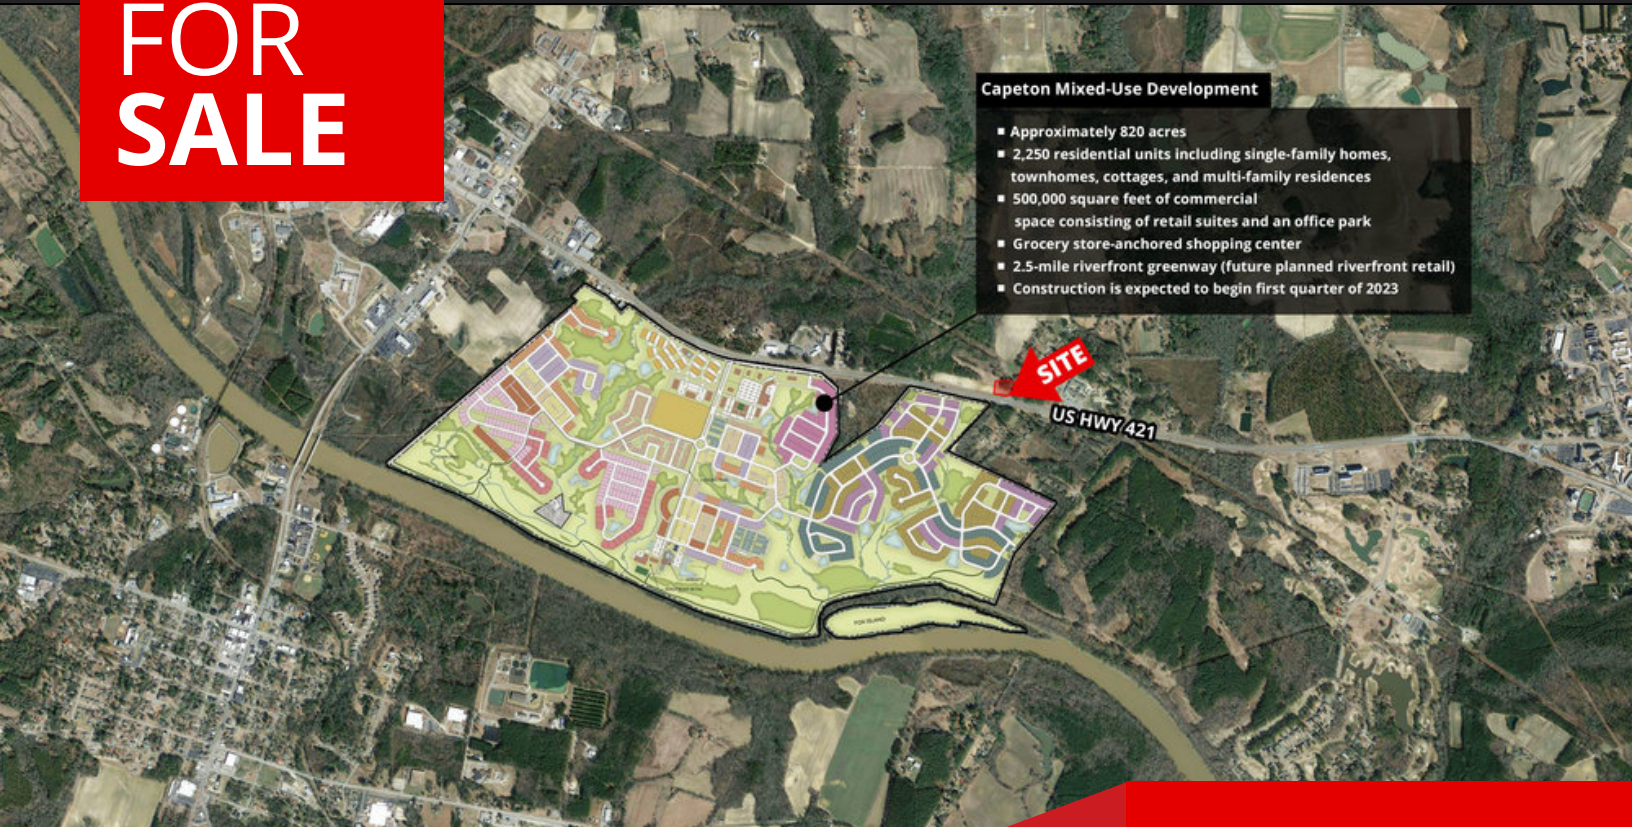 FOR
SALE
Capeton Mixed-Use Development
▪ Approximately 820 acres
▪ 2,250 residential units including single-family homes,
townhomes, cottages, and multi-family residences
▪ 500,000 square feet of commercial
space consisting of retail suites and an office park
▪ Grocery store-anchored shopping center
▪ 2.5-mile riverfront greenway (future planned riverfront retail)
▪ Construction is expected to begin first quarter of 2023
SITE
US HWY 421
FOX ISLAND